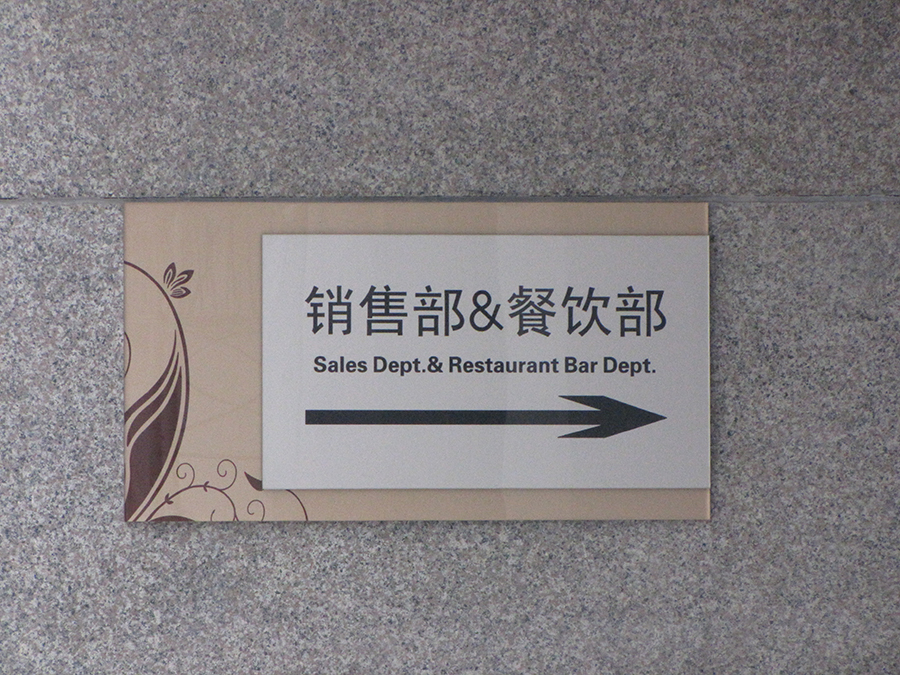 销售部&餐饮部
Sales Dept.& Restaurant Bar Dept.